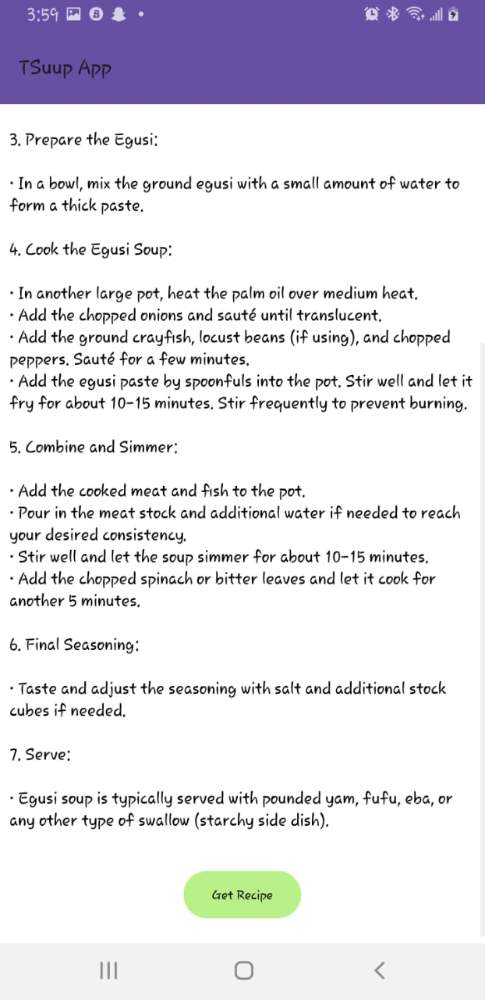 3:59
TSuup App
3. Prepare the Egusi:
• In a bowl, mix the ground egusi with a small amount of water to
form a thick paste.
4. Cook the Egusi Soup:
• In another large pot, heat the palm oil over medium heat.
• Add the chopped onions and sauté until translucent.
• Add the ground crayfish, locust beans (if using), and chopped
peppers. Sauté for a few minutes.
• Add the egusi paste by spoonfuls into the pot. Stir well and let it
fry for about 10-15 minutes. Stir frequently to prevent burning.
5. Combine and Simmer:
• Add the cooked meat and fish to the pot.
• Pour in the meat stock and additional water if needed to reach
your desired consistency.
• Stir well and let the soup simmer for about 10-15 minutes.
• Add the chopped spinach or bitter leaves and let it cook for
another 5 minutes.
6. Final Seasoning:
• Taste and adjust the seasoning with salt and additional stock
cubes if needed.
7. Serve:
• Egusi soup is typically served with pounded yam, fufu, eba, or
any other type of swallow (starchy side dish).
Get Recipe